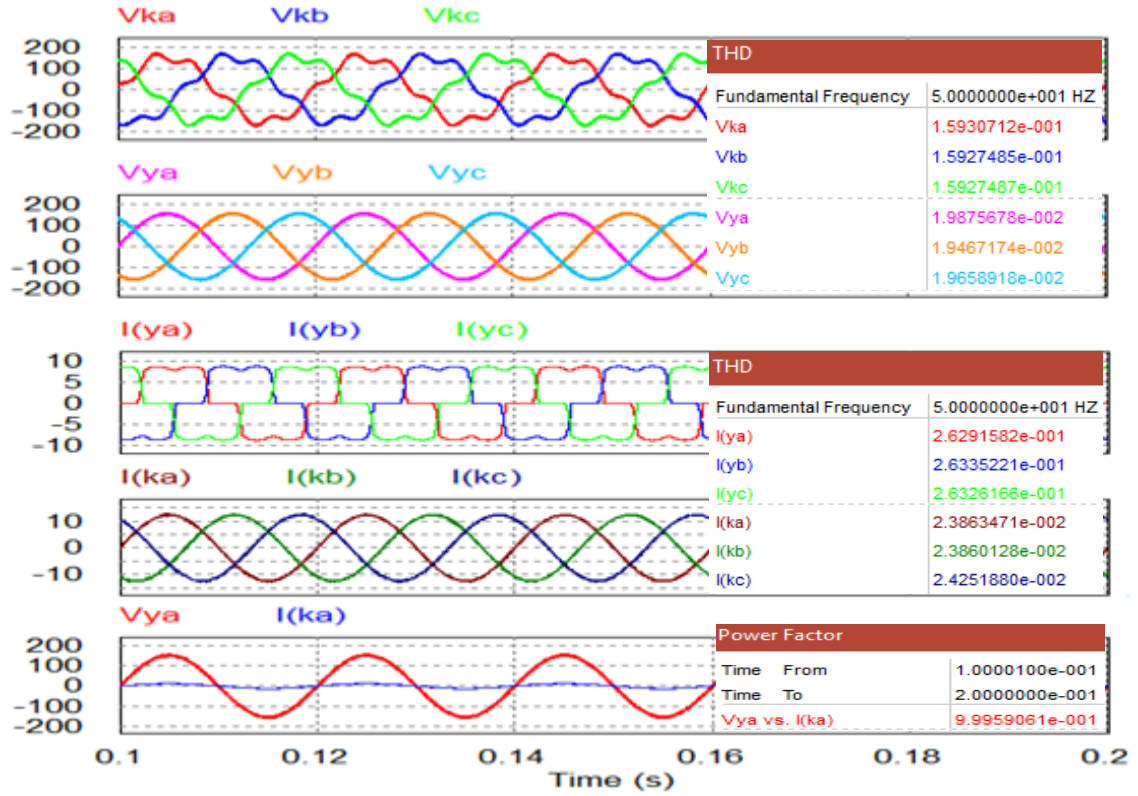 Vka Vkb Vkc
200
100
0
-100
-200
THD
Fundamental Frequency 5.0000000e+001 HZ
Vka 1.5930712e-001
Vkb 1.5927485e-001
Vkc 1.5927487e-001
Vya 1.9875678e-002
Vyb 1.9467174e-002
Vyc 1.9658918e-002
Vya Vyb Vyc
200
100
0
-100
-200
I(ya) I(yb) I(yc)
10
5
0
-5
-10
THD
Fundamental Frequency 5.0000000e+001 HZ
I(ya) 2.6291582e-001
I(yb) 2.6335221e-001
I(yc) 2.6326166e-001
I(ka) 2.3863471e-002
I(kb) 2.3860128e-002
I(kc) 2.4251880e-002
I(ka) I(kb) I(kc)
10
0
-10
Vya I(ka)
200
100
0
-100
-200
Power Factor
Time From 1.0000100e-001
Time To 2.0000000e-001
Vya vs. I(ka) 9.9959061e-001
0.1 0.12 0.14 0.16 0.18 0.2
Time (s)